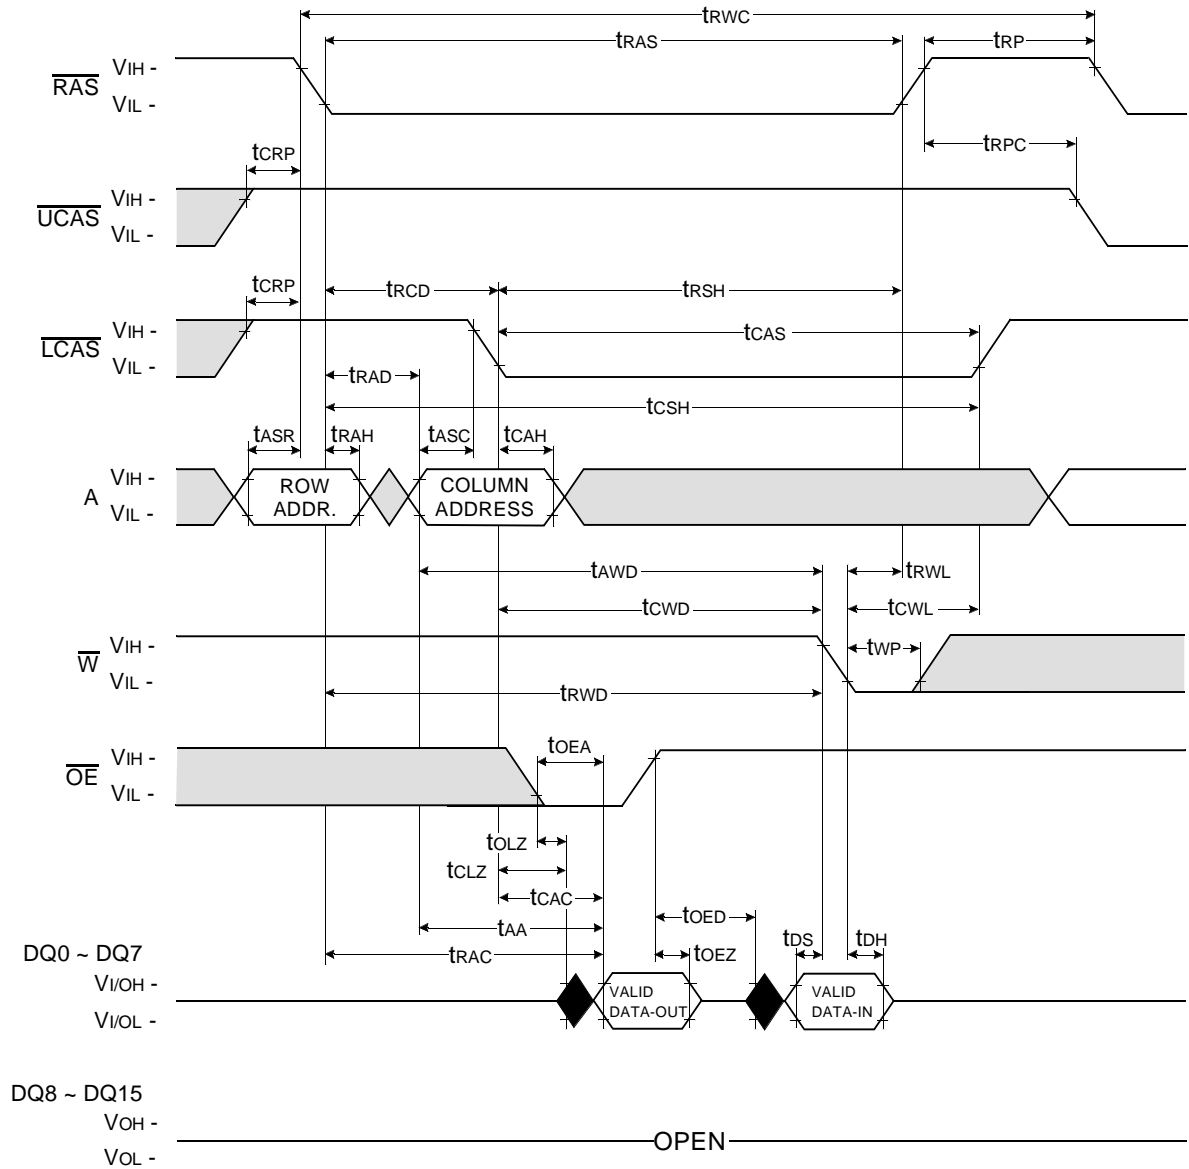 tRWC
tRAS
tRP
RAS
VIH -
VIL -
tCRP
tRPC
UCAS
VIH -
VIL -
tCRP
tRCD
tRSH
LCAS
VIH -
VIL -
tCAS
tRAD
tCSH
tASR
tRAH
tASC
tCAH
A
VIH -
VIL -
ROW
ADDR.
COLUMN
ADDRESS
tAWD
tRWL
tCWD
tCWL
W
VIH -
VIL -
tWP
tRWD
OE
VIH -
VIL -
tOEA
tOLZ
tCLZ
tCAC
tOED
tAA
tDS
tDH
tRAC
tOEZ
DQ0 ~ DQ7
VI/OH -
VI/OL -
VALID
DATA-OUT
VALID
DATA-IN
DQ8 ~ DQ15
VOH -
VOL -
OPEN